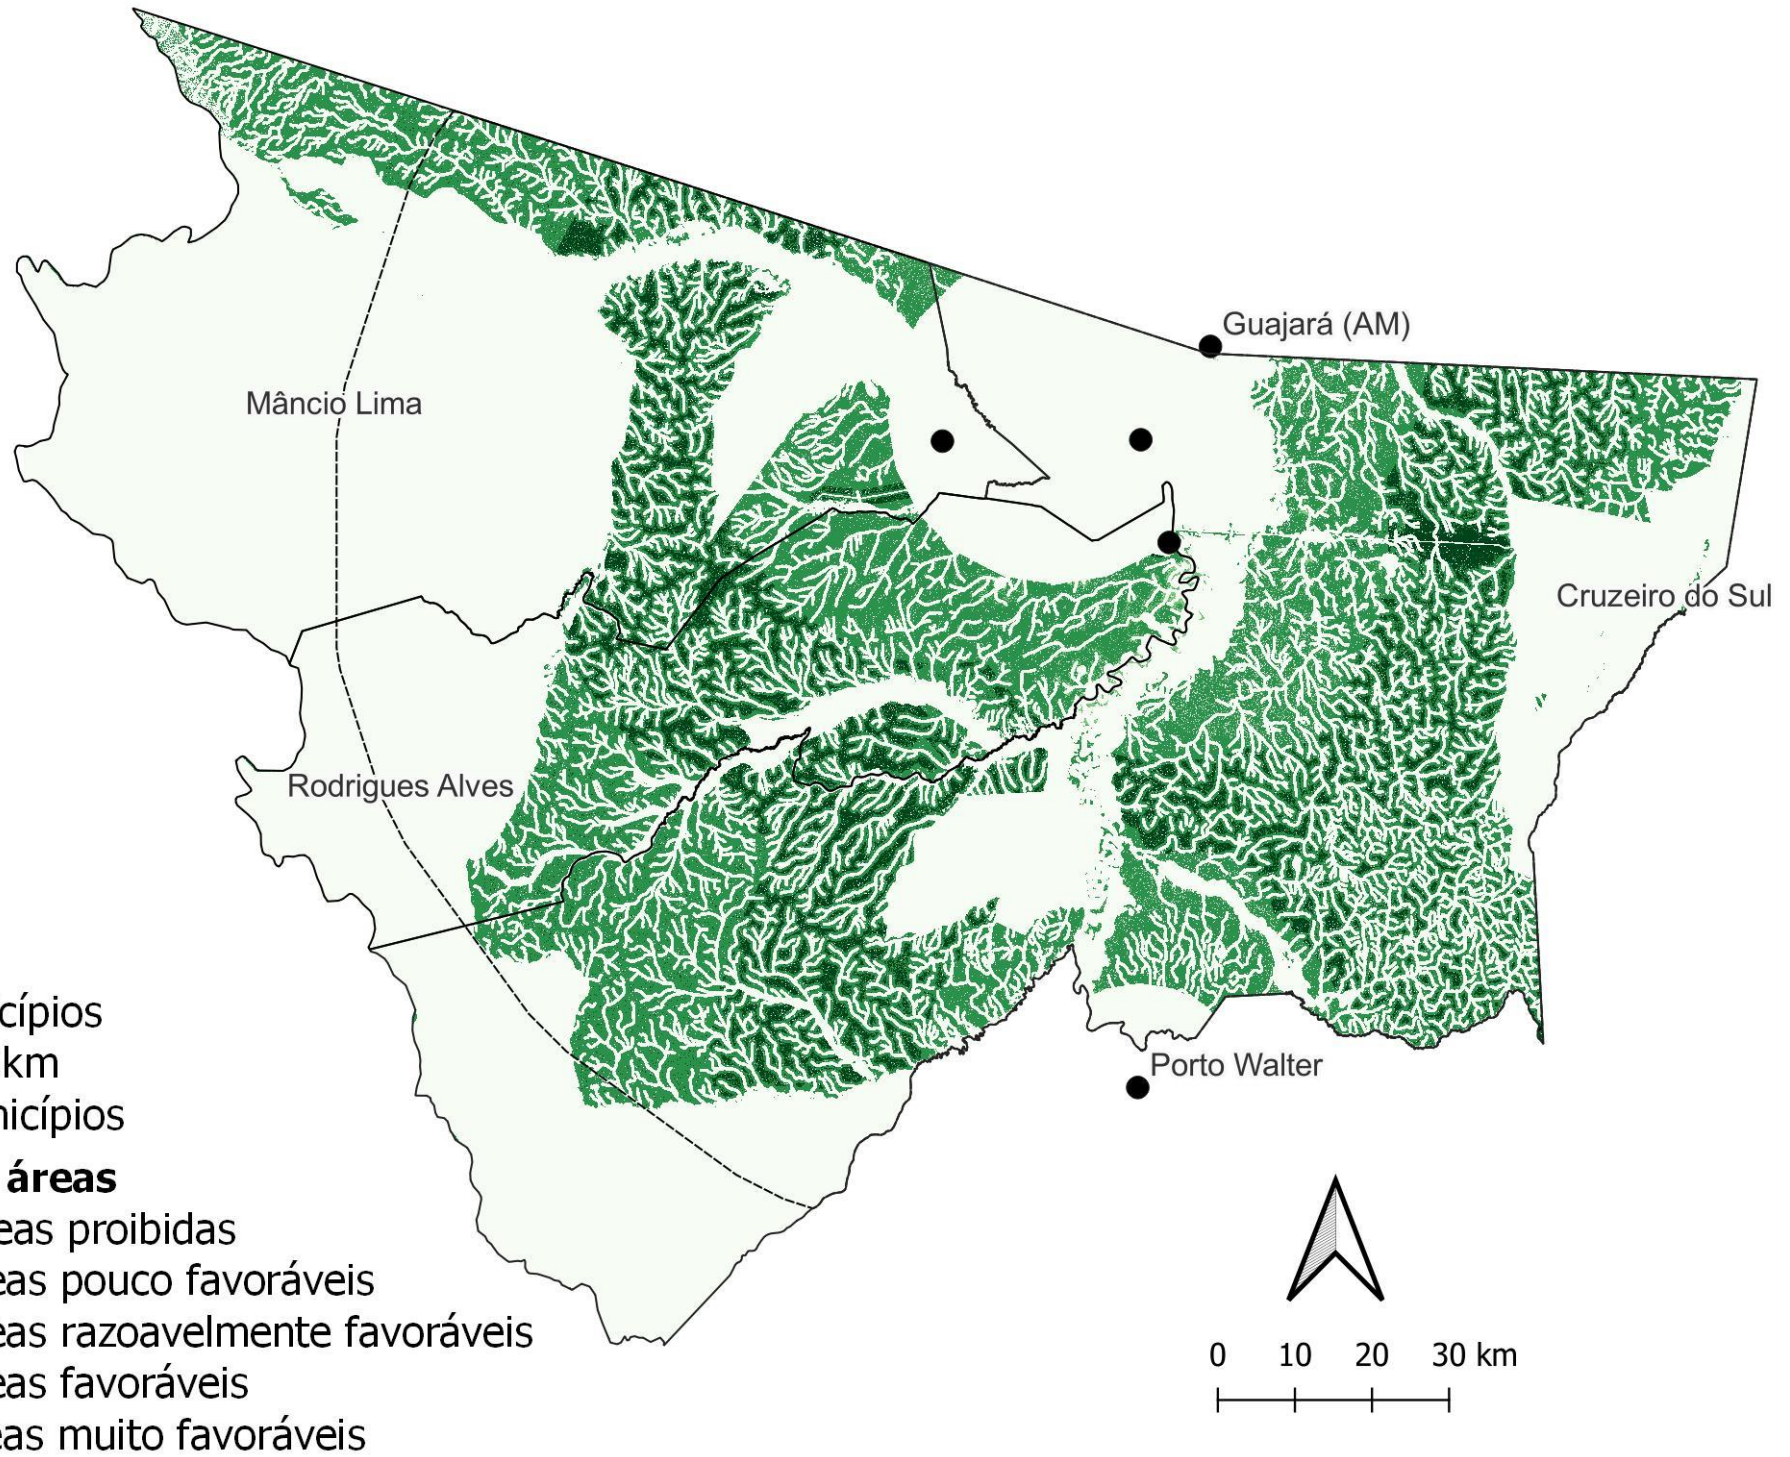 Guajará (AM)
Mâncio Lima
Cruzeiro do Sul
Rodrigues Alves
Porto Walter
cípios
km
nicípios
áreas
eas proibidas
eas pouco favoráveis
eas razoavelmente favoráveis
eas favoráveis
eas muito favoráveis
0 10 20 30 km